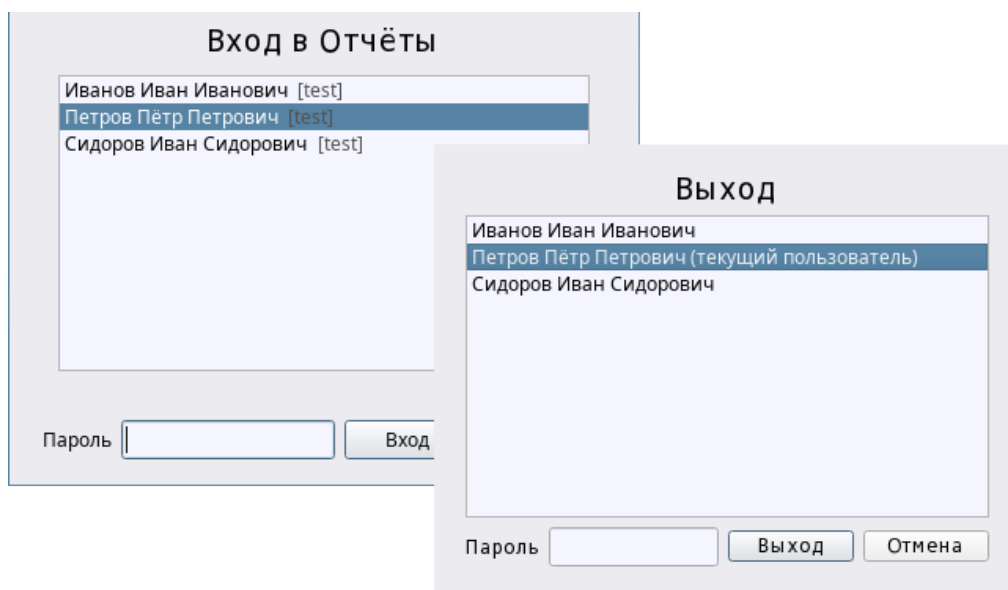 Вход в Отчёты
Иванов Иван Иванович [test]
Петров Пётр Петрович [test]
Сидоров Иван Сидорович [test]
Пароль
Вход
Выход
Иванов Иван Иванович
Петров Пётр Петрович (текущий пользователь)
Сидоров Иван Сидорович
Пароль
Выход
Отмена